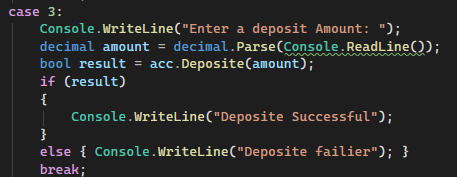 case 3:
Console.WriteLine("Enter a deposit Amount: ");
decimal amount = decimal.Parse(Console.ReadLine());
bool result = acc.Deposite(amount);
if (result)
{
Console.WriteLine("Deposite Successful");
}
else { Console.WriteLine("Deposite failier"); }
break;